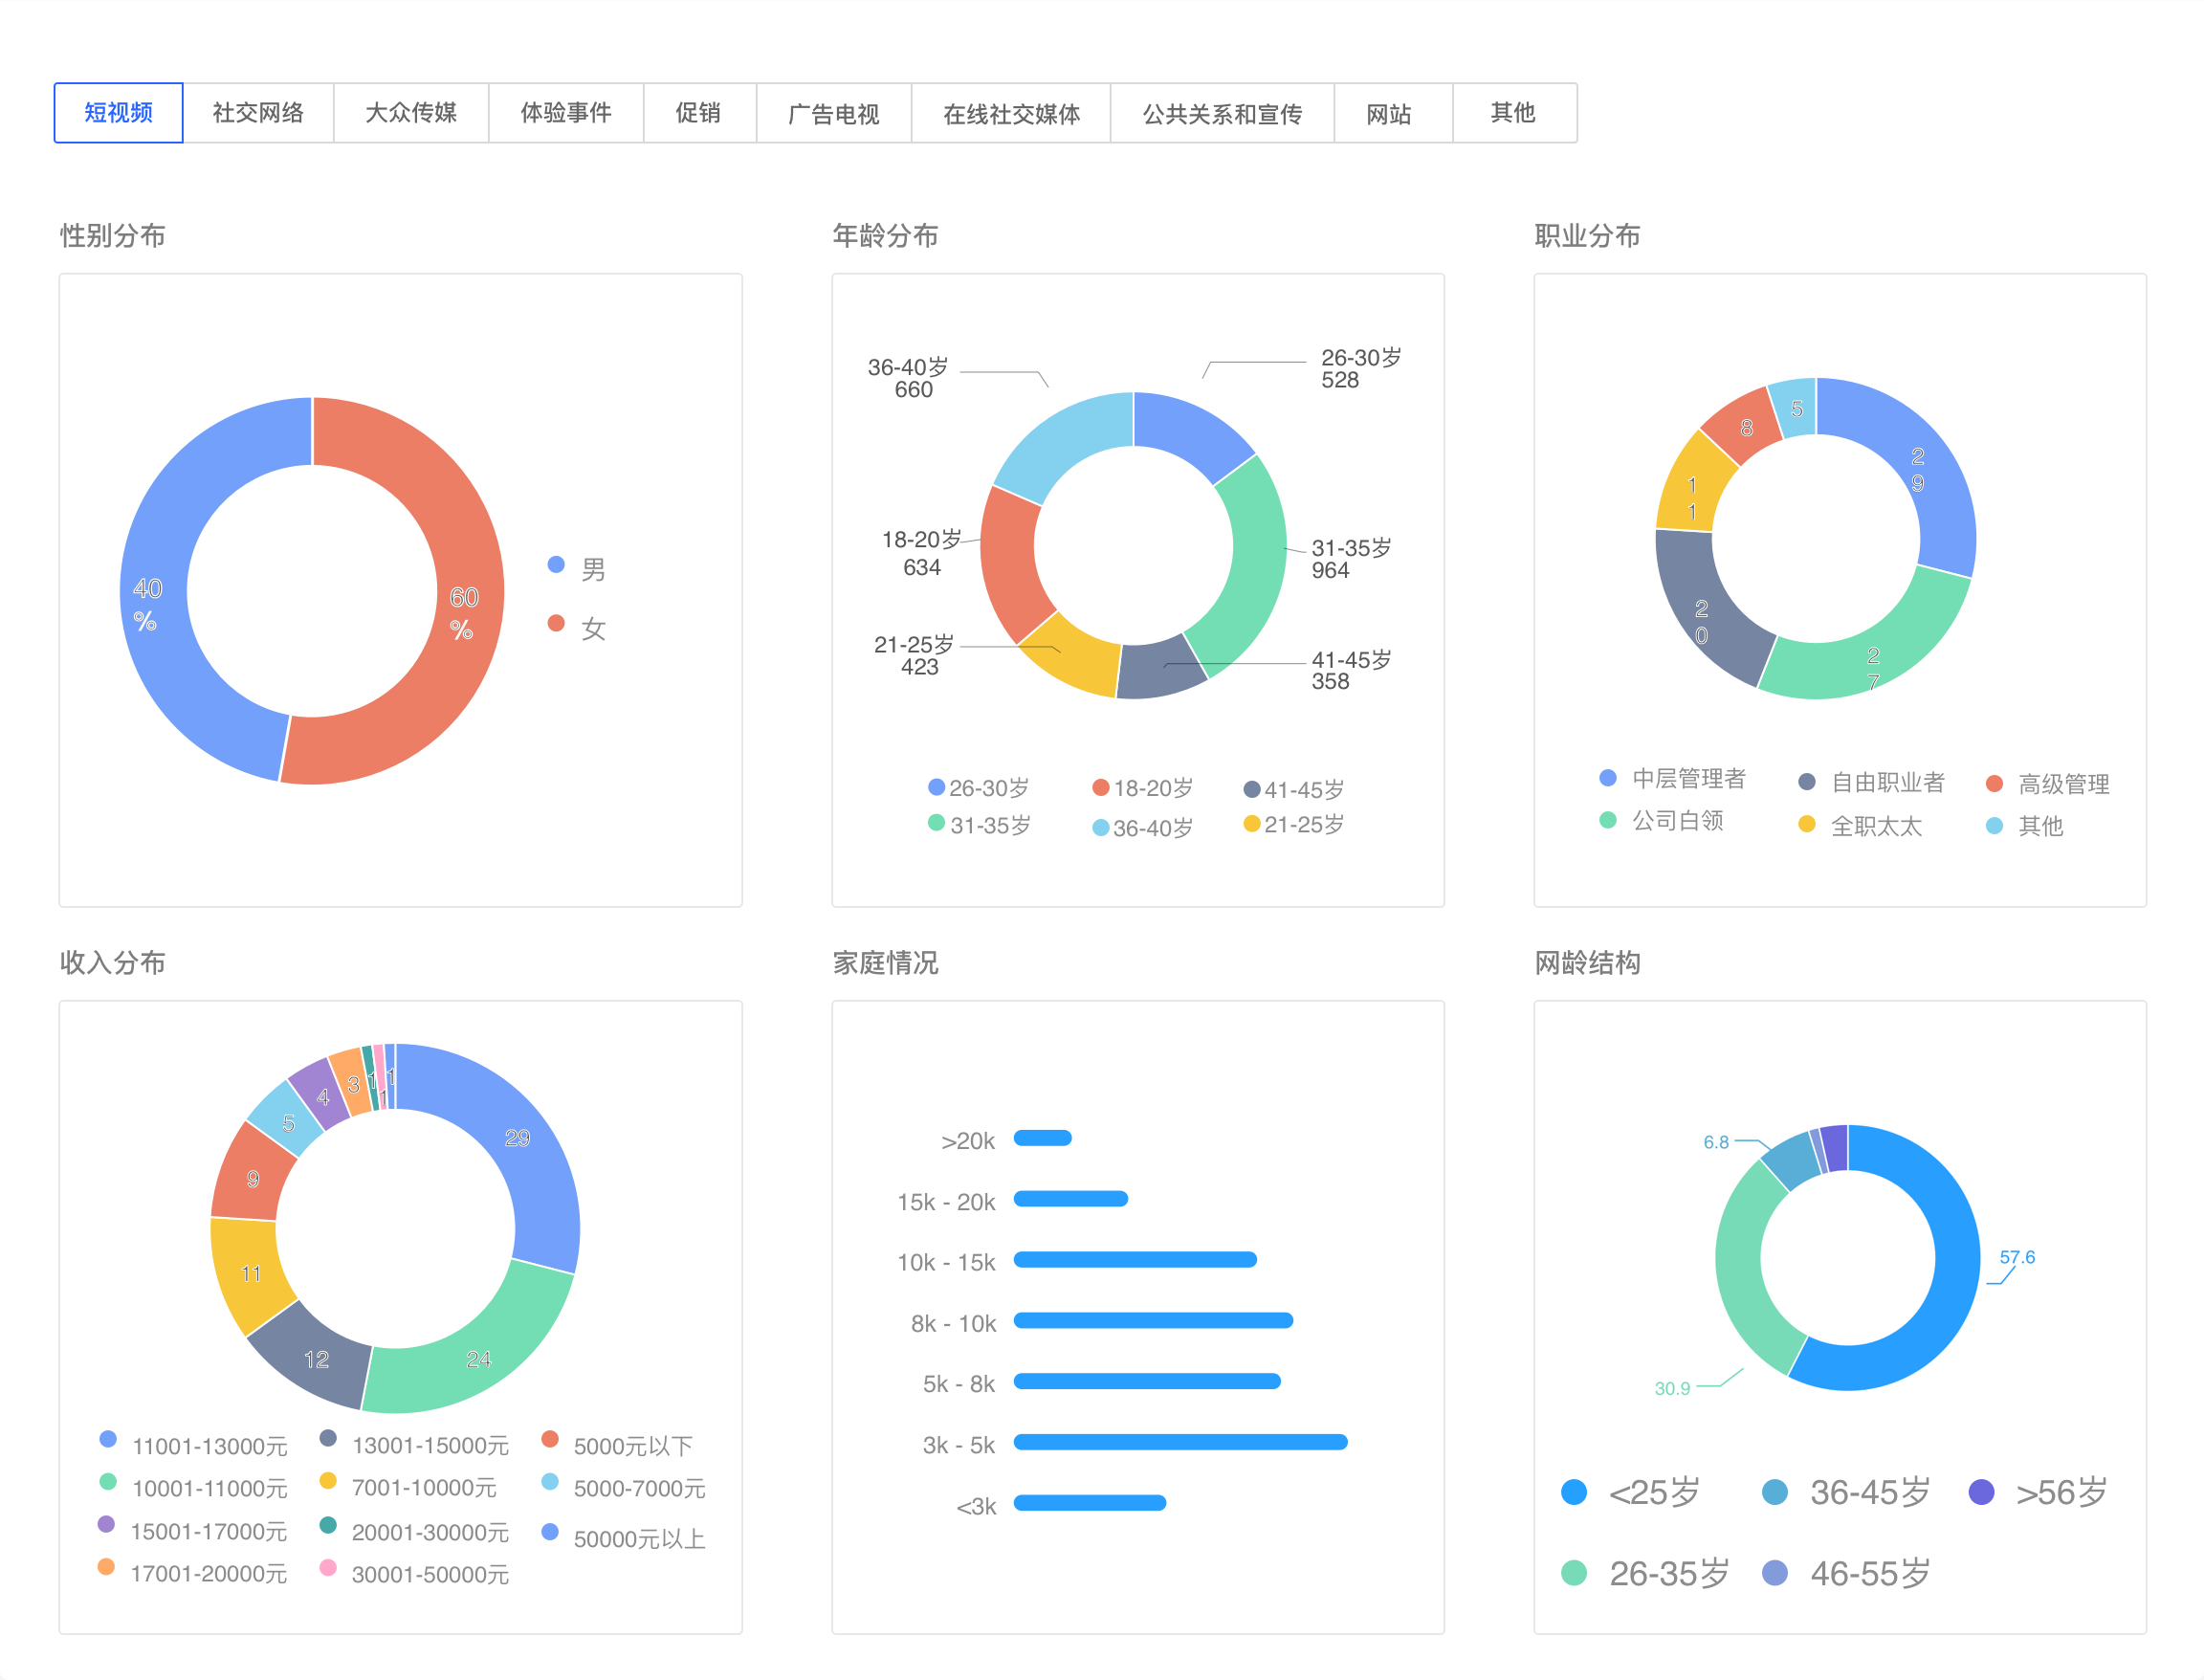 短视频
社交网络
大众传媒
体验事件
促销
广告电视
在线社交媒体
公共关系和宣传
网站
其他
性别分布
40
%
60
%
男
女
年龄分布
36-40岁
660
26-30岁
528
18-20岁
634
31-35岁
964
21-25岁
423
41-45岁
358
26-30岁
18-20岁
41-45岁
31-35岁
36-40岁
21-25岁
职业分布
5
8
2
9
1
1
2
0
2
7
中层管理者
自由职业者
高级管理
公司白领
全职太太
其他
收入分布
1
1
1
3
4
5
29
9
11
12
24
11001-13000元
13001-15000元
5000元以下
10001-11000元
7001-10000元
5000-7000元
15001-17000元
20001-30000元
50000元以上
17001-20000元
30001-50000元
家庭情况
>20k
15k - 20k
10k - 15k
8k - 10k
5k - 8k
3k - 5k
<3k
网龄结构
6.8
57.6
30.9
<25岁
36-45岁
>56岁
26-35岁
46-55岁